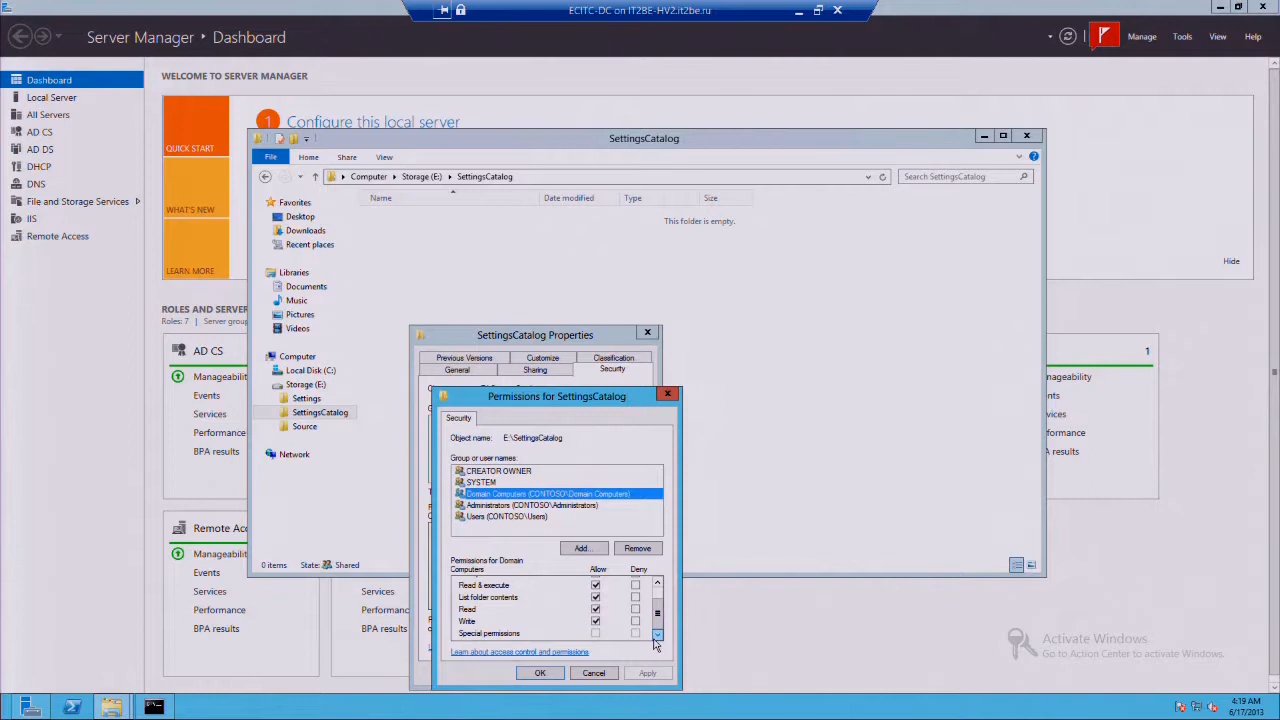 ECITC-DC on IT2BE-HV2.it2be.ru
Server Manager ‣ Dashboard
Manage Tools View Help
Dashboard
Local Server
All Servers
AD CS
AD DS
DHCP
DNS
File and Storage Services
IIS
Remote Access
WELCOME TO SERVER MANAGER
QUICK START
WHAT'S NEW
LEARN MORE
1 Configure this local server
Hide
ROLES AND SERVER
Roles: 7 | Server group
AD CS
Manageability
Events
Services
Performance
BPA results
1
Remote Acc
Manageability
Events
Services
Performance
BPA results
Services
Performance
BPA results
SettingsCatalog
File Home Share View
Computer ▸ Storage (E:) ▸ SettingsCatalog
Search SettingsCatalog
Favorites
Desktop
Downloads
Recent places
Libraries
Documents
Music
Pictures
Videos
Computer
Local Disk (C:)
Storage (E:)
Settings
SettingsCatalog
Source
Network
Name Date modified Type Size
This folder is empty.
0 items State: Shared
SettingsCatalog Properties
Previous Versions Customize Classification
General Sharing Security
Permissions for SettingsCatalog
Security
Object name: E:\SettingsCatalog
Group or user names:
CREATOR OWNER
SYSTEM
Domain Computers (CONTOSO\Domain Computers)
Administrators (CONTOSO\Administrators)
Users (CONTOSO\Users)
Add... Remove
Permissions for Domain
Computers Allow Deny
Read & execute
List folder contents
Read
Write
Special permissions
Learn about access control and permissions
OK Cancel Apply
Activate Windows
Go to Action Center to activate Windows.
4:19 AM
6/17/2013